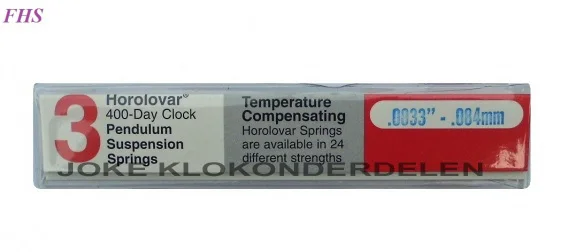 FHS
3
Horolovar®
400-Day Clock
Pendulum
Suspension
Springs
Temperature
Compensating
Horolovar Springs
are available in 24
different strengths
.0033" - .084mm
JOKE KLOKONDERDELEN